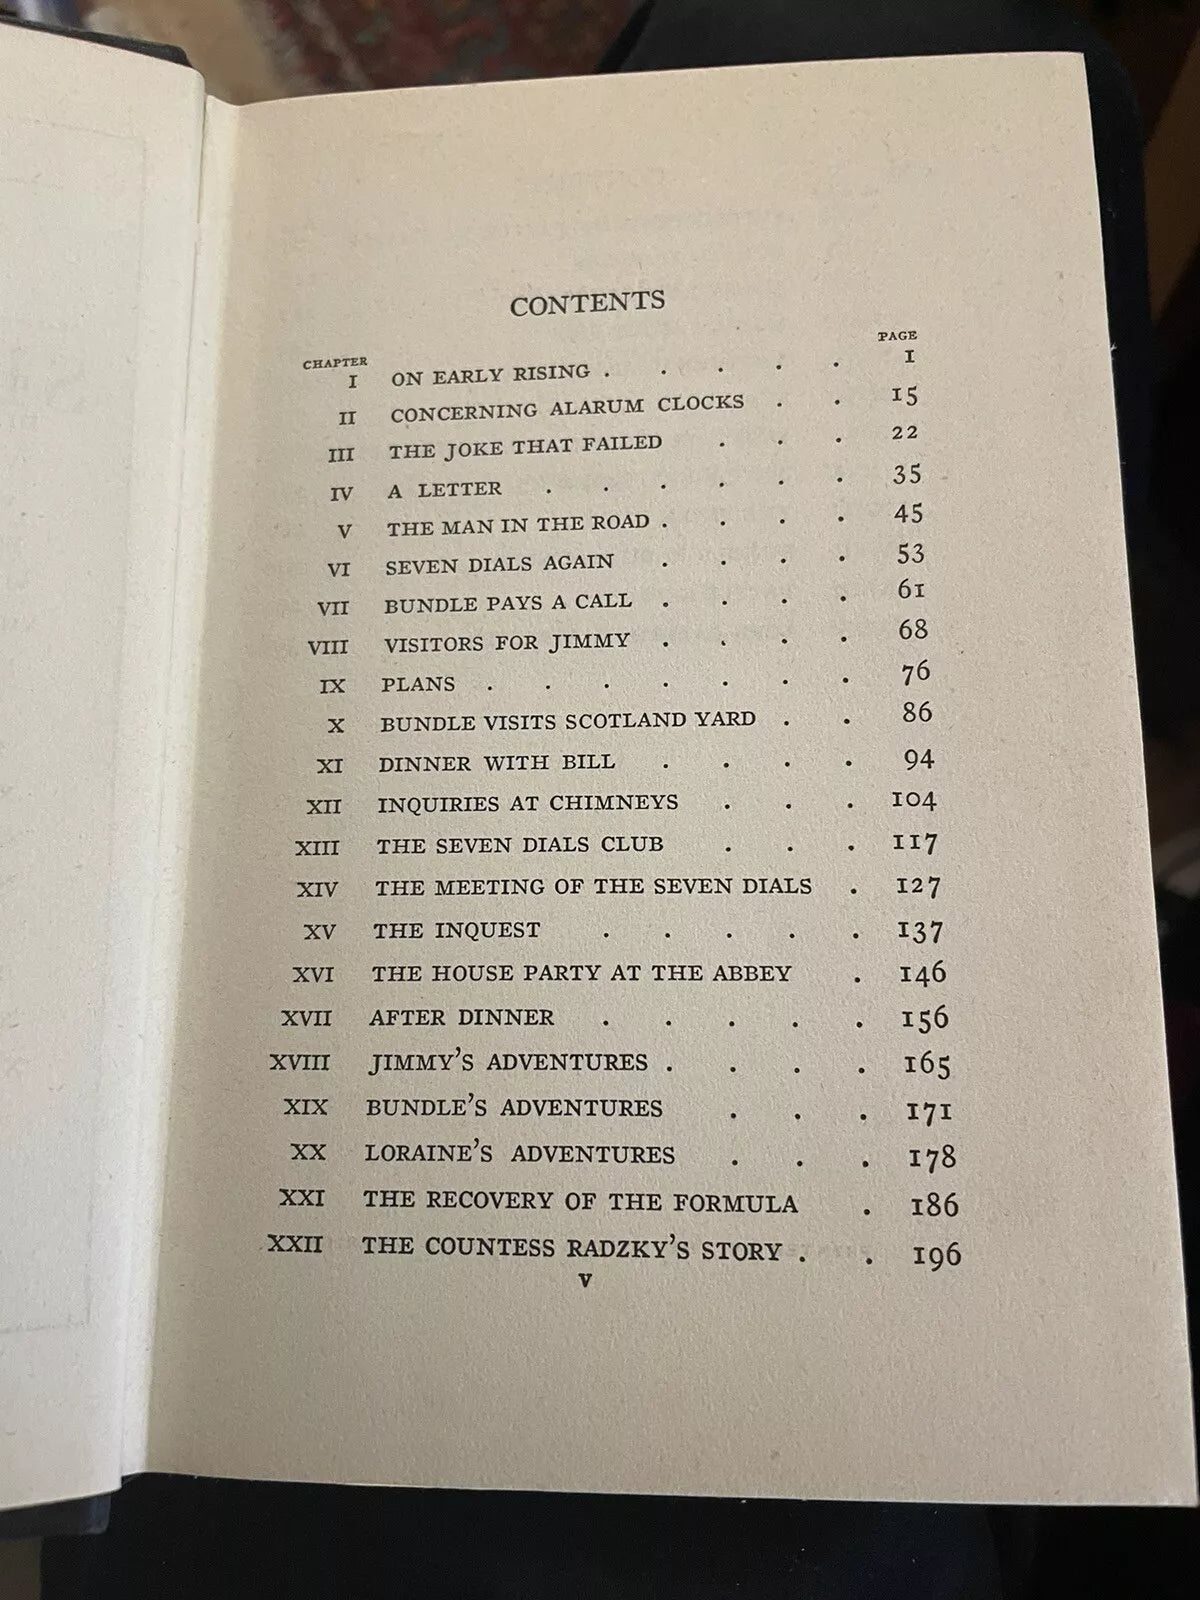 CONTENTS
CHAPTER PAGE
I ON EARLY RISING . . . . . 1
II CONCERNING ALARUM CLOCKS . . 15
III THE JOKE THAT FAILED . . . 22
IV A LETTER . . . . . . 35
V THE MAN IN THE ROAD . . . . 45
VI SEVEN DIALS AGAIN . . . . 53
VII BUNDLE PAYS A CALL . . . . 61
VIII VISITORS FOR JIMMY . . . . 68
IX PLANS . . . . . . . 76
X BUNDLE VISITS SCOTLAND YARD . . 86
XI DINNER WITH BILL . . . . 94
XII INQUIRIES AT CHIMNEYS . . . 104
XIII THE SEVEN DIALS CLUB . . . 117
XIV THE MEETING OF THE SEVEN DIALS . 127
XV THE INQUEST . . . . . 137
XVI THE HOUSE PARTY AT THE ABBEY . 146
XVII AFTER DINNER . . . . . 156
XVIII JIMMY'S ADVENTURES . . . . 165
XIX BUNDLE'S ADVENTURES . . . 171
XX LORAINE'S ADVENTURES . . . 178
XXI THE RECOVERY OF THE FORMULA . 186
XXII THE COUNTESS RADZKY'S STORY . . 196
V